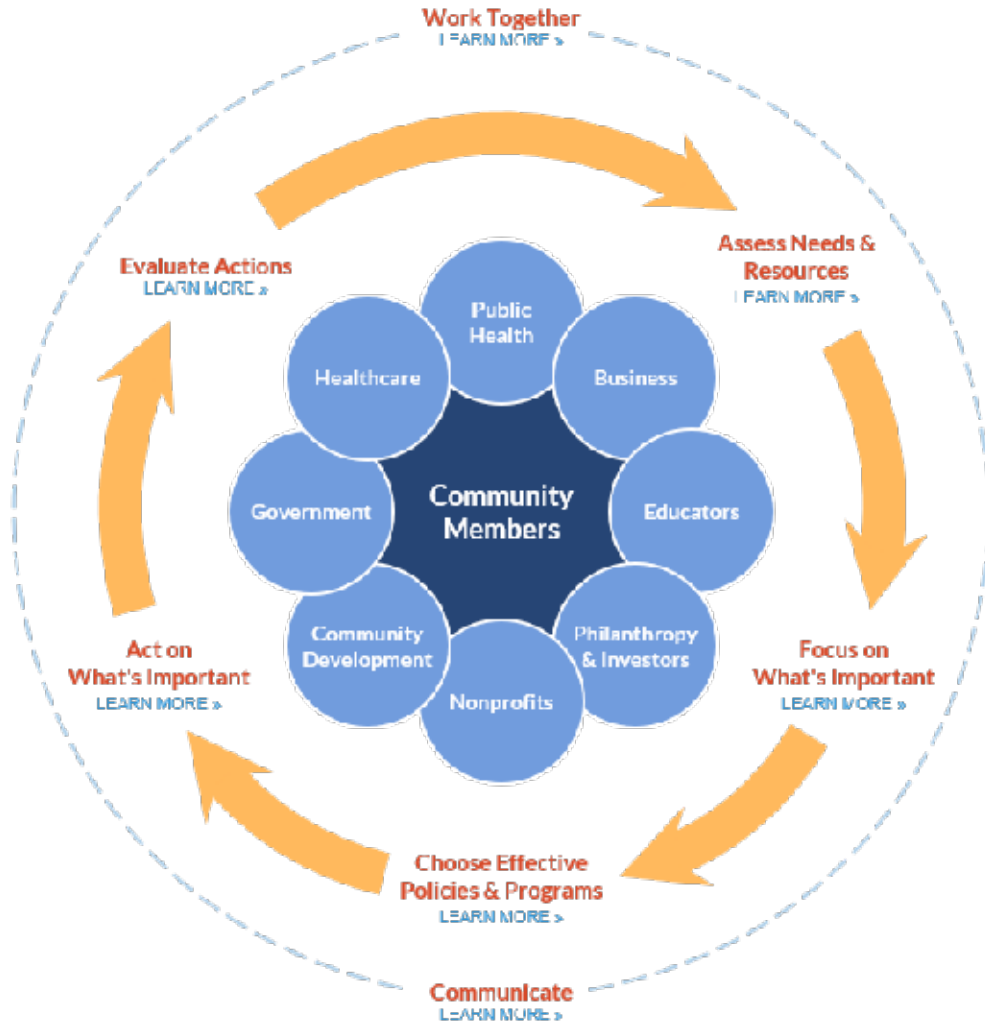 Work Together
LEARN MORE »
Evaluate Actions
LEARN MORE »
Assess Needs &
Resources
LEARN MORE »
Public
Health
Healthcare
Business
Government
Community
Members
Educators
Community
Development
Philanthropy
& Investors
Nonprofits
Act on
What's Important
LEARN MORE »
Focus on
What's Important
LEARN MORE »
Choose Effective
Policies & Programs
LEARN MORE »
Communicate
LEARN MORE »